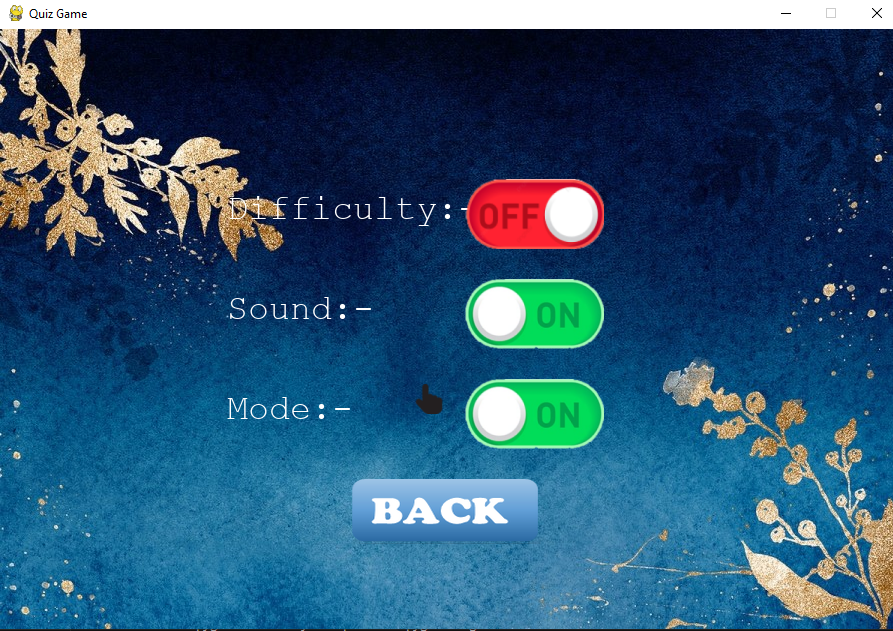 Quiz Game
Difficulty:- OFF
Sound:- ON
Mode:- ON
BACK